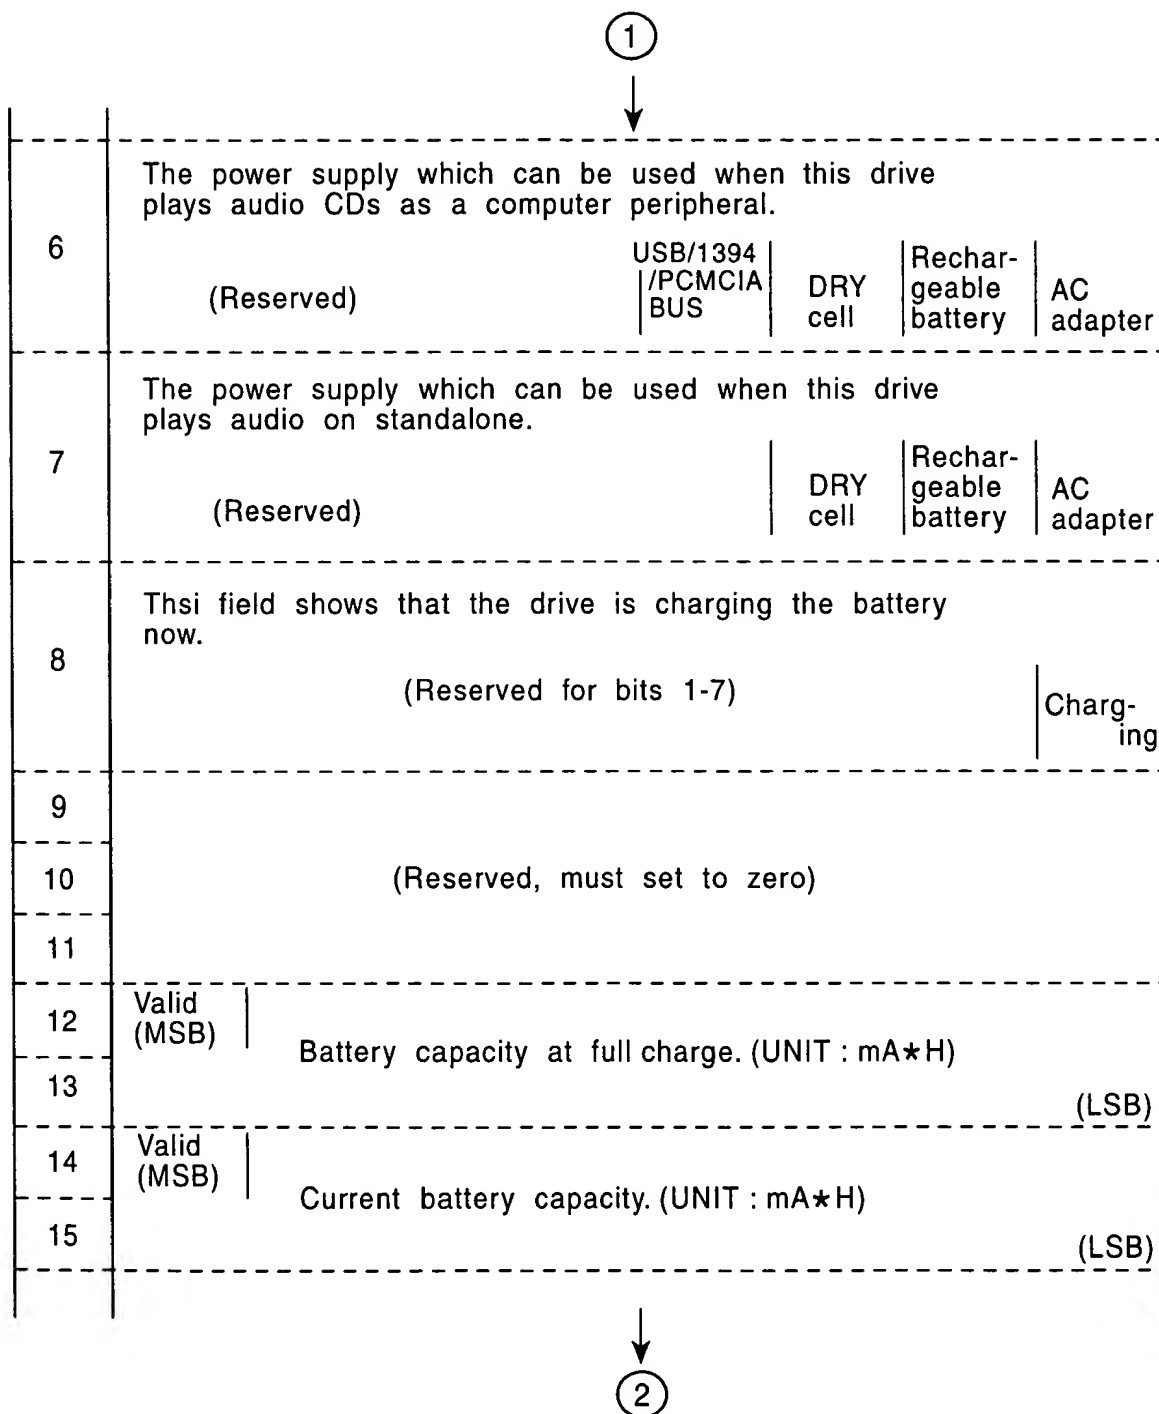 1
6
The power supply which can be used when this drive
plays audio CDs as a computer peripheral.
(Reserved)
USB/1394
/PCMCIA
BUS
DRY
cell
Rechar-
geable
battery
AC
adapter
7
The power supply which can be used when this drive
plays audio on standalone.
(Reserved)
DRY
cell
Rechar-
geable
battery
AC
adapter
8
Thsi field shows that the drive is charging the battery
now.
(Reserved for bits 1-7)
Charg-
ing
9
10
(Reserved, must set to zero)
11
12
Valid
(MSB)
Battery capacity at full charge. (UNIT : mA★H)
13
(LSB)
14
Valid
(MSB)
Current battery capacity. (UNIT : mA★H)
15
(LSB)
2